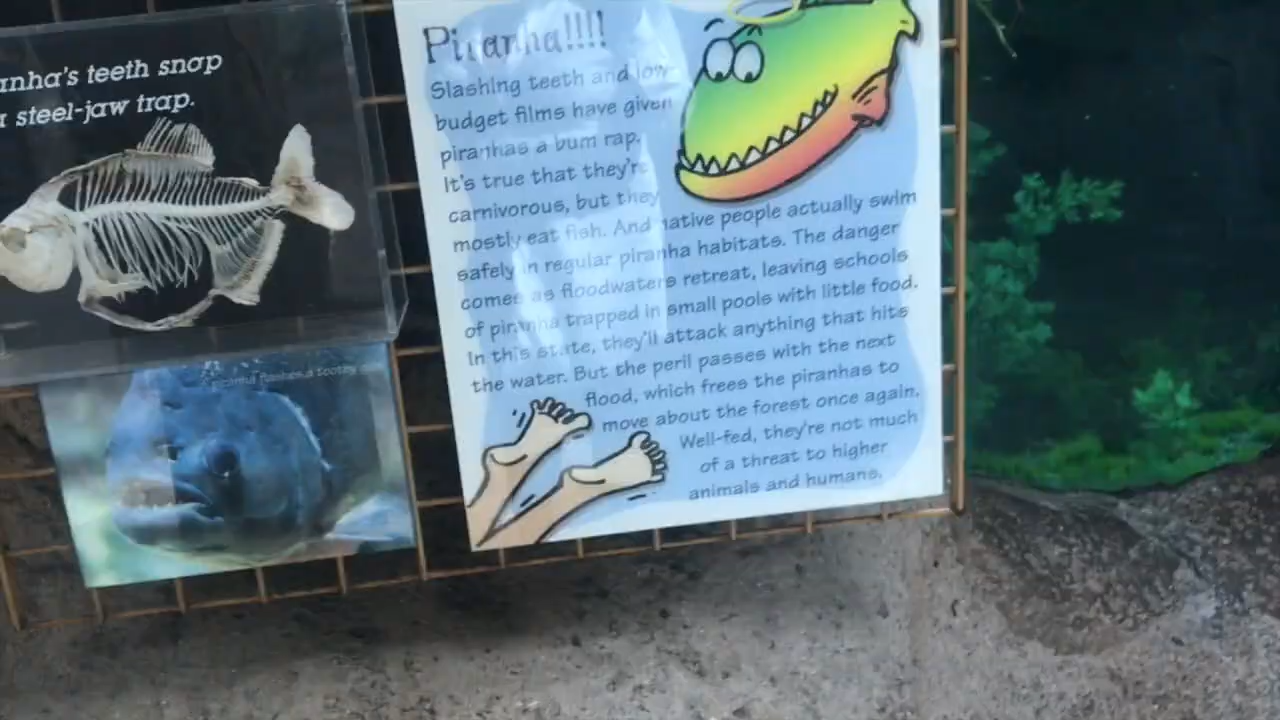 anha's teeth snap
r steel-jaw trap.
a piranha flashes a toothy
Piranha!!!!
Slashing teeth and low
budget films have given
piranhas a bum rap.
It's true that they're
carnivorous, but they
mostly eat fish. And native people actually swim
safely in regular piranha habitats. The danger
comes as floodwaters retreat, leaving schools
of piranha trapped in small pools with little food.
In this state, they'll attack anything that hits
the water. But the peril passes with the next
flood, which frees the piranhas to
move about the forest once again.
Well-fed, they're not much
of a threat to higher
animals and humans.